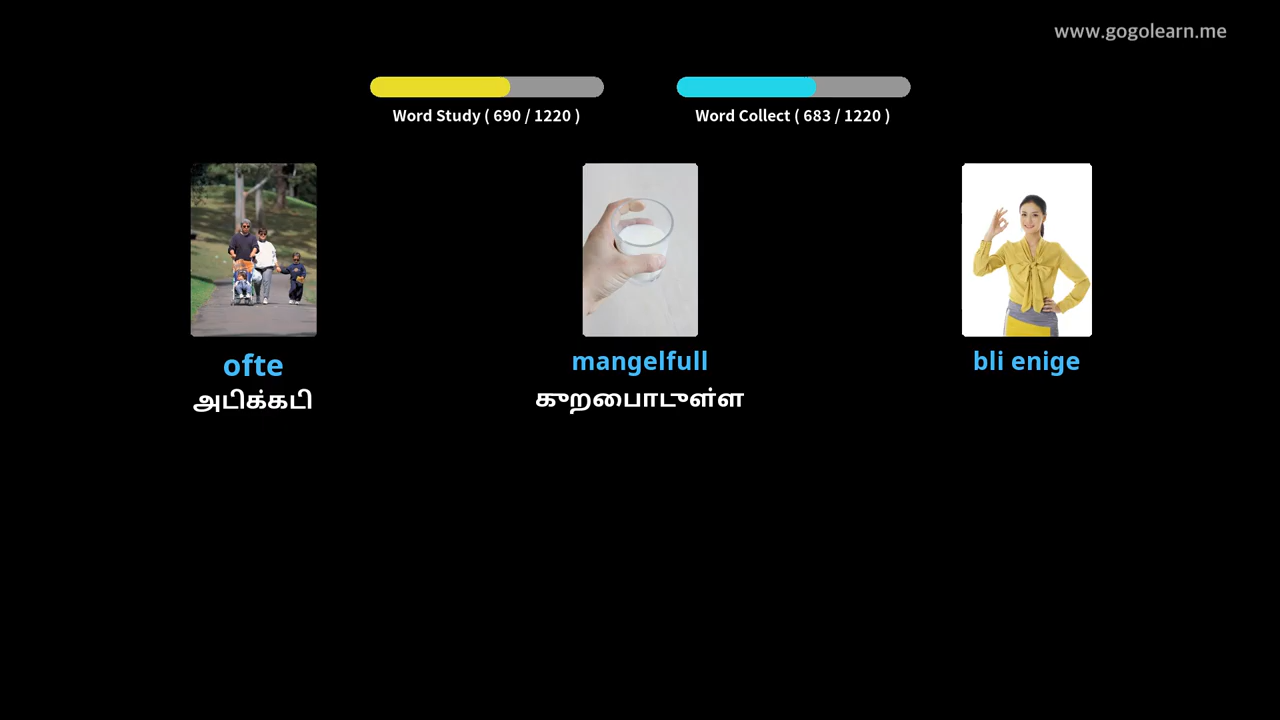 www.gogolearn.me
Word Study ( 690 / 1220 )
Word Collect ( 683 / 1220 )
ofte
mangelfull
bli enige
அடிக்கடி
குறைபாடுள்ள